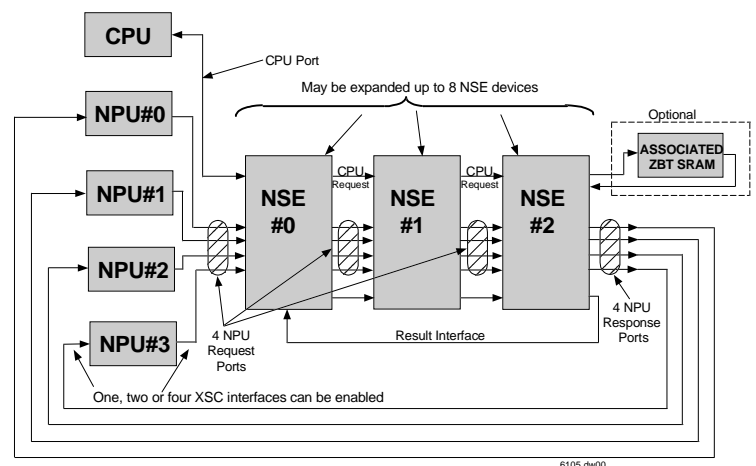 CPU
CPU Port
May be expanded up to 8 NSE devices
NPU#0
Optional
ASSOCIATED
ZBT SRAM
NPU#1
CPU
Request
CPU
Request
NSE
#0
NSE
#1
NSE
#2
NPU#2
NPU#3
4 NPU
Request
Ports
Result Interface
4 NPU
Response
Ports
One, two or four XSC interfaces can be enabled
6105 dw00